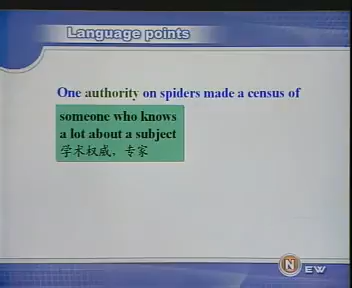 Language points
One authority on spiders made a census of
someone who knows
a lot about a subject
学术权威，专家
N EW